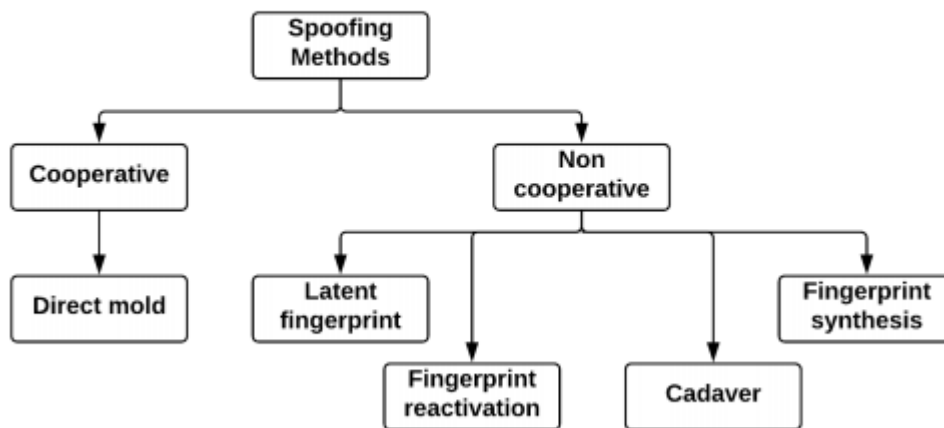 Spoofing
Methods
Cooperative
Non
cooperative
Direct mold
Latent
fingerprint
Fingerprint
synthesis
Fingerprint
reactivation
Cadaver